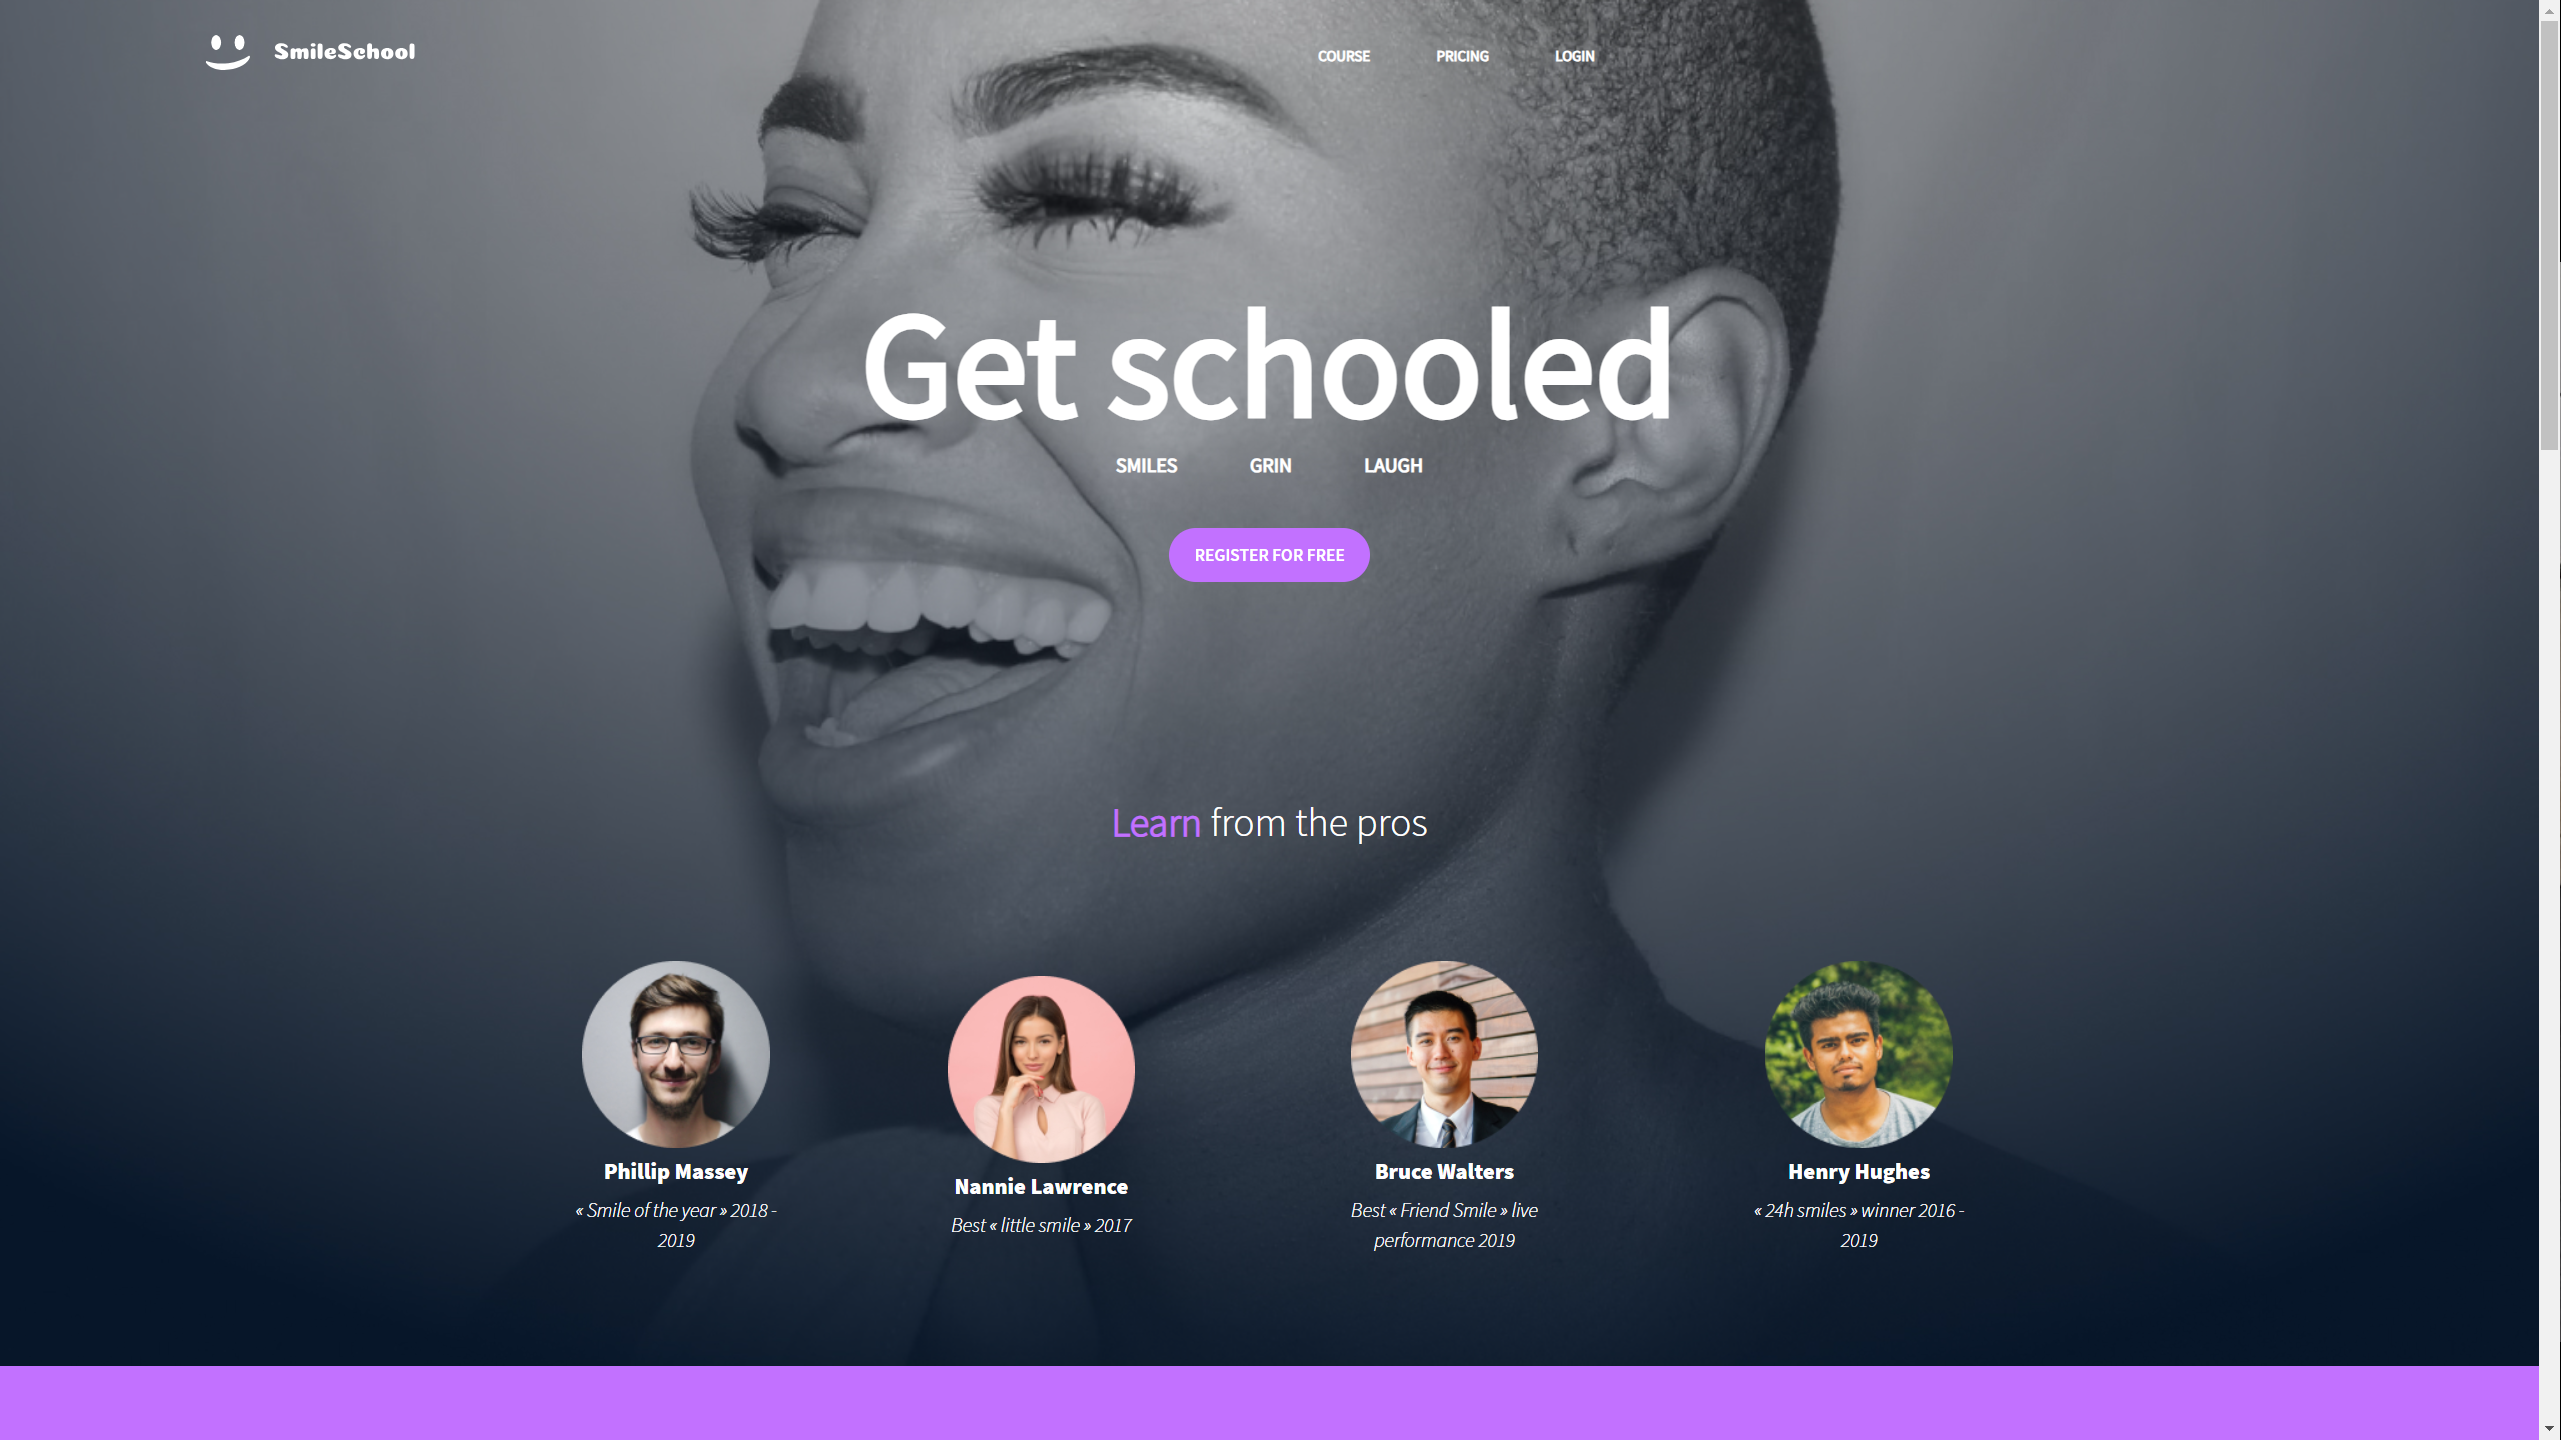 SmileSchool
COURSE
PRICING
LOGIN
Get schooled
SMILES
GRIN
LAUGH
REGISTER FOR FREE
Learn from the pros
Phillip Massey
« Smile of the year » 2018 -
2019
Nannie Lawrence
Best « little smile » 2017
Bruce Walters
Best « Friend Smile » live
performance 2019
Henry Hughes
« 24h smiles » winner 2016 -
2019